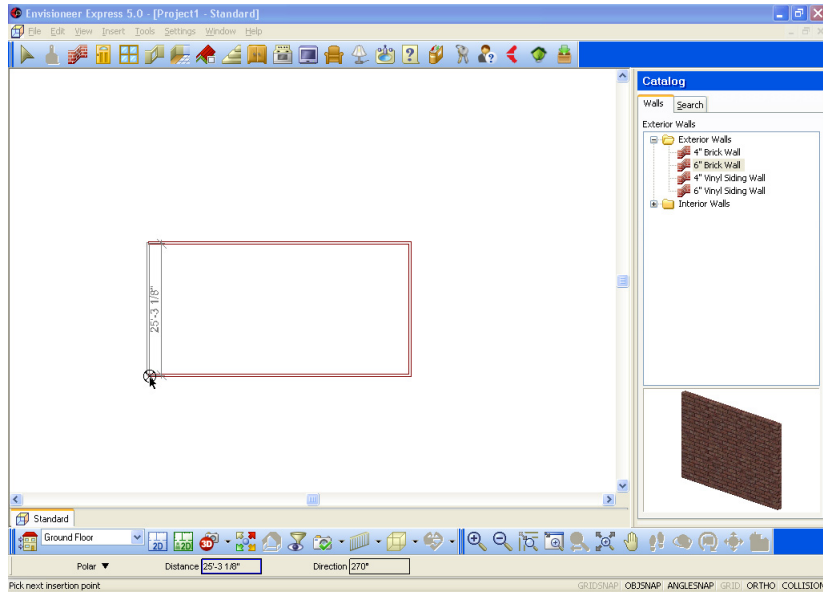 Envisioneer Express 5.0 - [Project1 - Standard]
File Edit View Insert Tools Settings Window Help
Catalog
Walls Search
Exterior Walls
Exterior Walls
4" Brick Wall
6" Brick Wall
4" Vinyl Siding Wall
6" Vinyl Siding Wall
Interior Walls
25'-3 1/8"
Standard
Ground Floor
2D 2D 3D
Polar ▼ Distance 25'-3 1/8" Direction 270°
Pick next insertion point GRIDSNAP OBJSNAP ANGLESNAP GRID ORTHO COLLISION